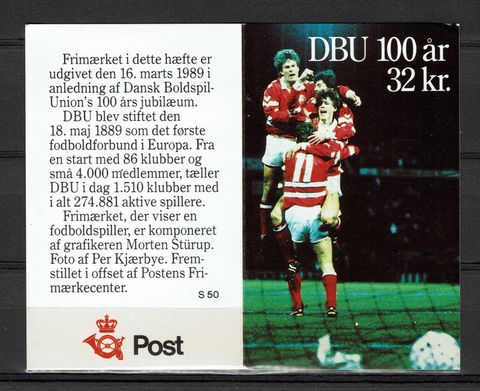 Frimærket i dette hæfte er
udgivet den 16. marts 1989 i
anledning af Dansk Boldspil-
Union's 100 års jubilæum.
DBU blev stiftet den
18. maj 1889 som det første
fodboldforbund i Europa. Fra
en start med 86 klubber og
små 4.000 medlemmer, tæller
DBU i dag 1.510 klubber med
i alt 274.881 aktive spillere.
Frimærket, der viser en
fodboldspiller, er komponeret
af grafikeren Morten Stürup.
Foto af Per Kjærbye. Frem-
stillet i offset af Postens Fri-
mærkecenter.
S 50
Post
DBU 100 år
32 kr.
11